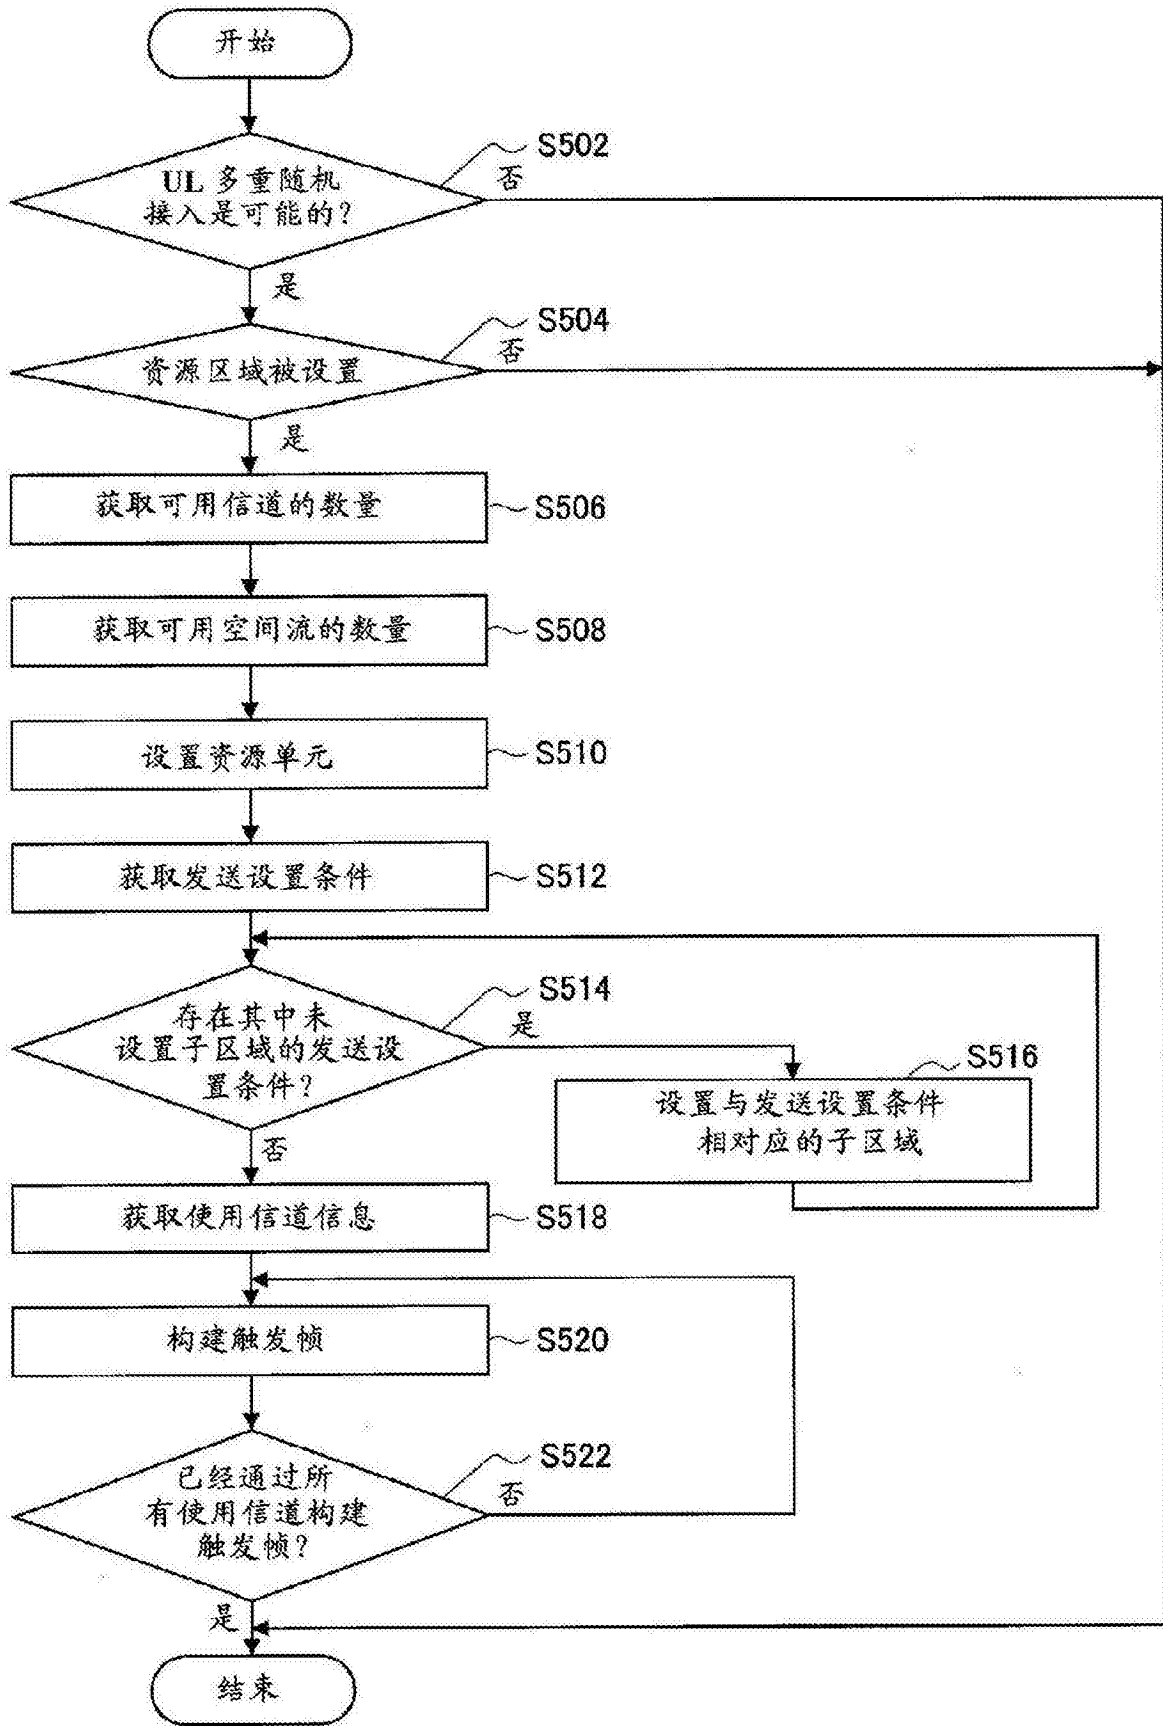 开始
S502
UL 多重随机
接入是可能的？
否
是
S504
资源区域被设置
否
是
获取可用信道的数量
S506
获取可用空间流的数量
S508
设置资源单元
S510
获取发送设置条件
S512
S514
存在其中未
设置子区域的发送设
置条件？
是
S516
设置与发送设置条件
相对应的子区域
否
获取使用信道信息
S518
构建触发帧
S520
S522
已经通过所
有使用信道构建
触发帧？
否
是
结束